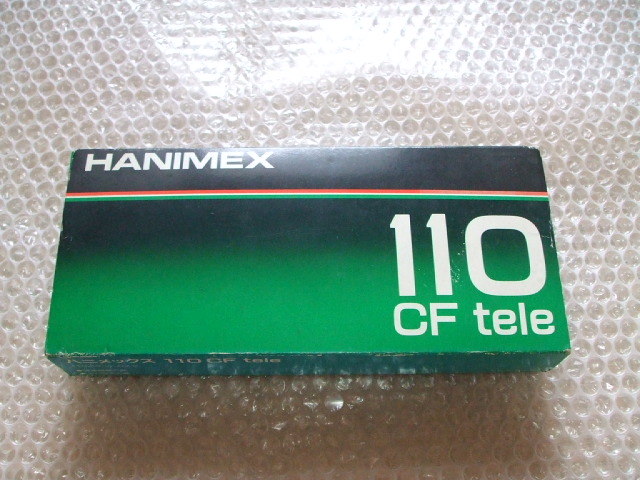 HANIMEX
110
CF tele
110 CF tele